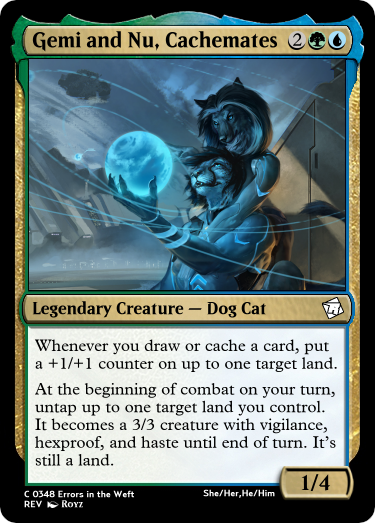 Gemi and Nu, Cachemates 2
Legendary Creature — Dog Cat
Whenever you draw or cache a card, put
a +1/+1 counter on up to one target land.
At the beginning of combat on your turn,
untap up to one target land you control.
It becomes a 3/3 creature with vigilance,
hexproof, and haste until end of turn. It's
still a land.
1/4
C 0348 Errors in the Weft
She/Her,He/Him
REV Royz